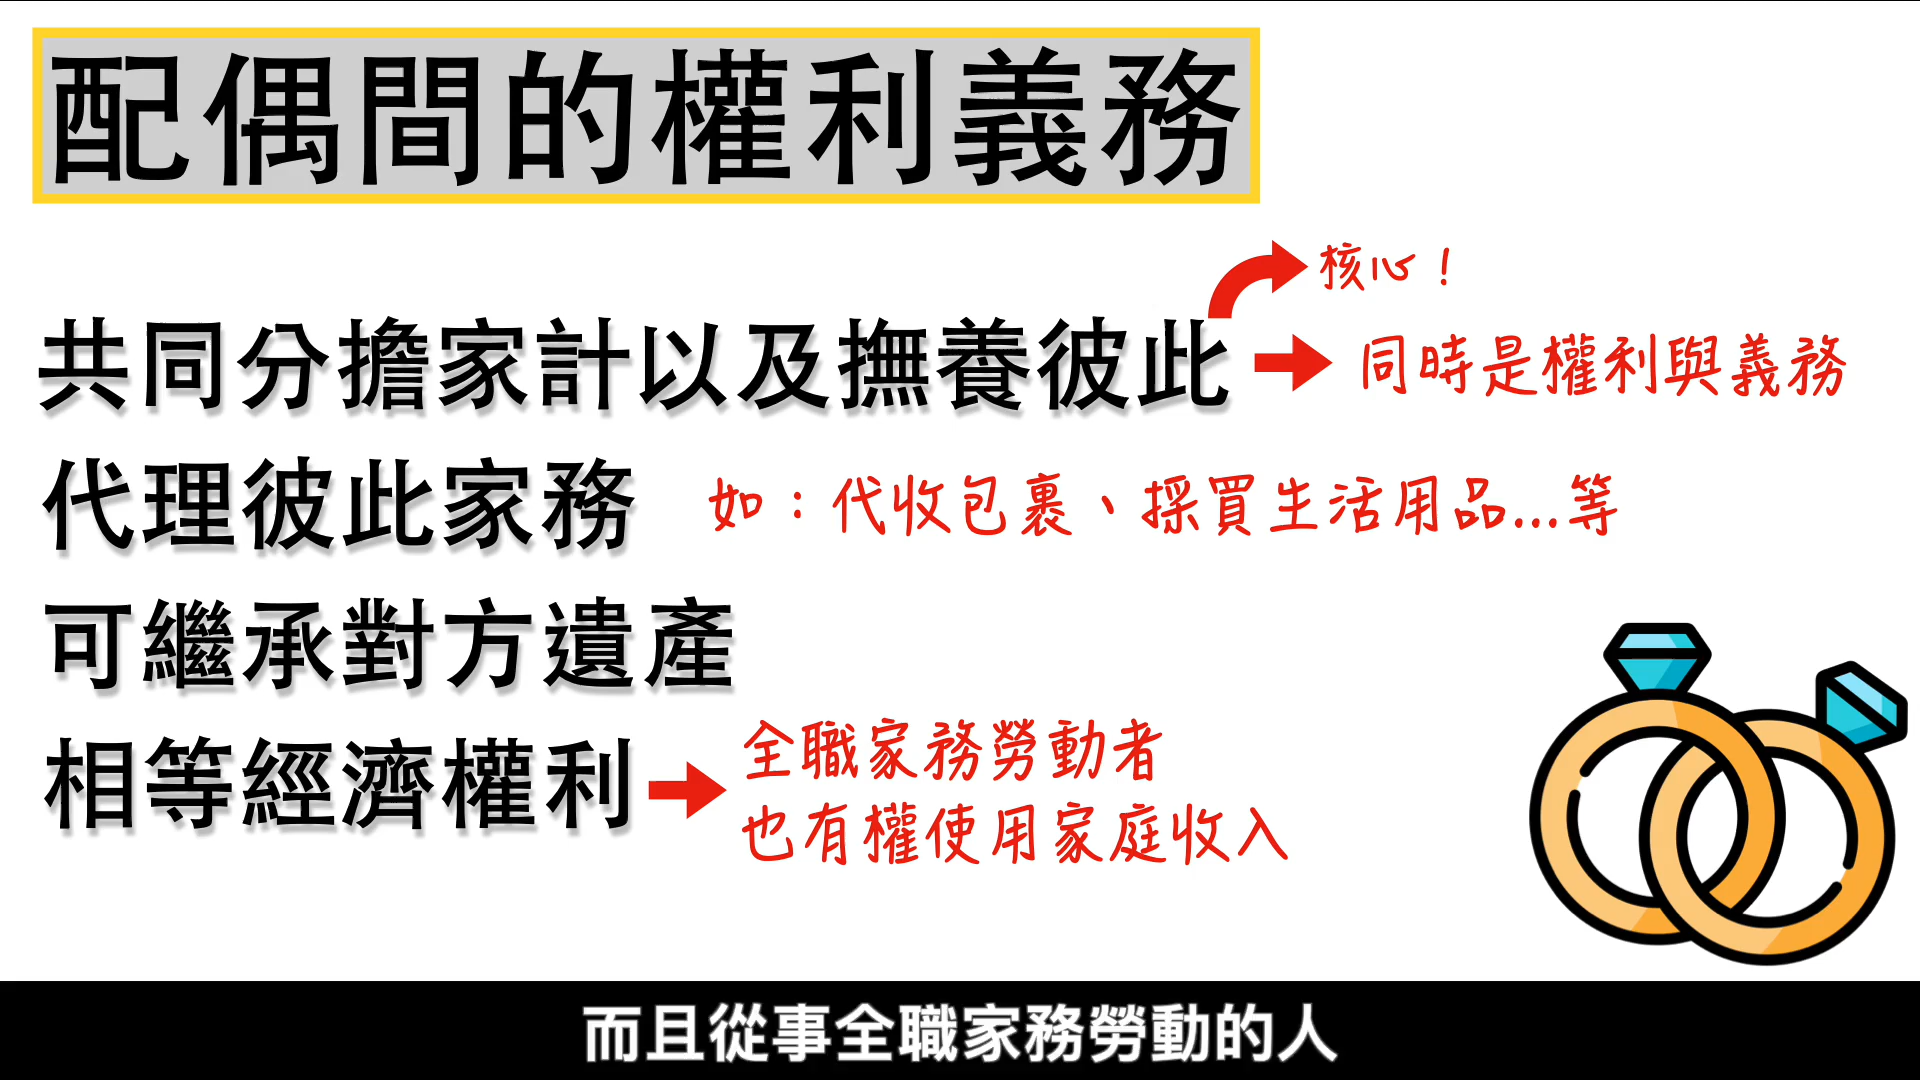 配偶間的權利義務
核心！
共同分擔家計以及撫養彼此
同時是權利與義務
代理彼此家務
如：代收包裹、採買生活用品...等
可繼承對方遺產
相等經濟權利
全職家務勞動者
也有權使用家庭收入
而且從事全職家務勞動的人